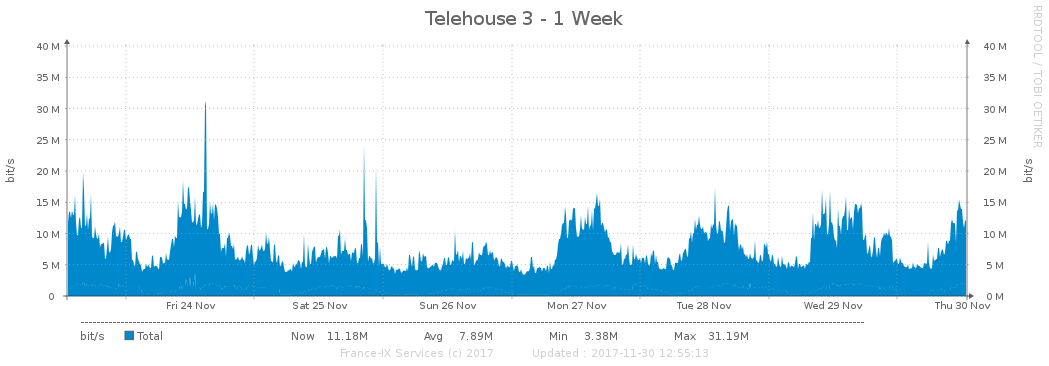 Telehouse 3 - 1 Week
RRDTOOL / TOBI OETIKER
bit/s
40 M 40 M
35 M 35 M
30 M 30 M
25 M 25 M
20 M 20 M
15 M 15 M
10 M 10 M
5 M 5 M
0 0 M
bit/s
Fri 24 Nov Sat 25 Nov Sun 26 Nov Mon 27 Nov Tue 28 Nov Wed 29 Nov Thu 30 Nov
bit/s Total Now 11.18M Avg 7.89M Min 3.38M Max 31.19M
France-IX Services (c) 2017 Updated : 2017-11-30 12:55:13